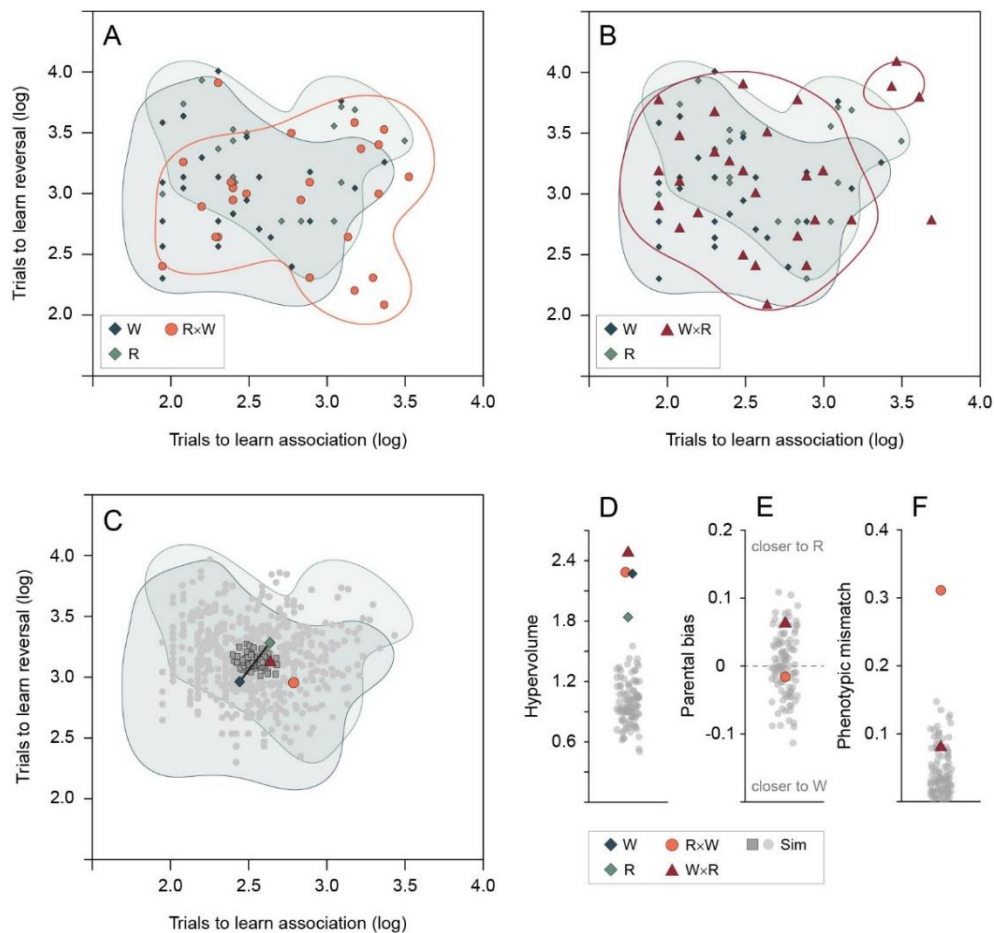 A
Trials to learn reversal (log)
4.0
3.5
3.0
2.5
2.0
W
R×W
R
2.0
2.5
3.0
3.5
4.0
Trials to learn association (log)
B
4.0
3.5
3.0
2.5
2.0
W
W×R
R
2.0
2.5
3.0
3.5
4.0
Trials to learn association (log)
C
Trials to learn reversal (log)
4.0
3.5
3.0
2.5
2.0
2.0
2.5
3.0
3.5
4.0
Trials to learn association (log)
D
Hypervolume
2.4
1.8
1.2
0.6
E
Parental bias
0.2
closer to R
0.1
0
-0.1
closer to W
F
Phenotypic mismatch
0.4
0.3
0.2
0.1
W
R×W
Sim
R
W×R